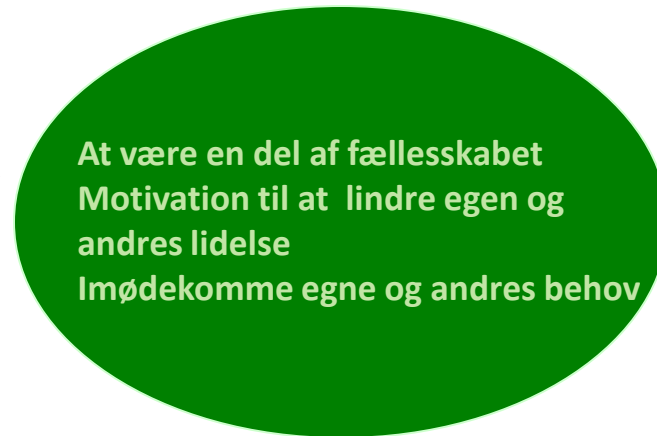 At være en del af fællesskabet
Motivation til at  lindre egen og
andres lidelse
Imødekomme egne og andres behov